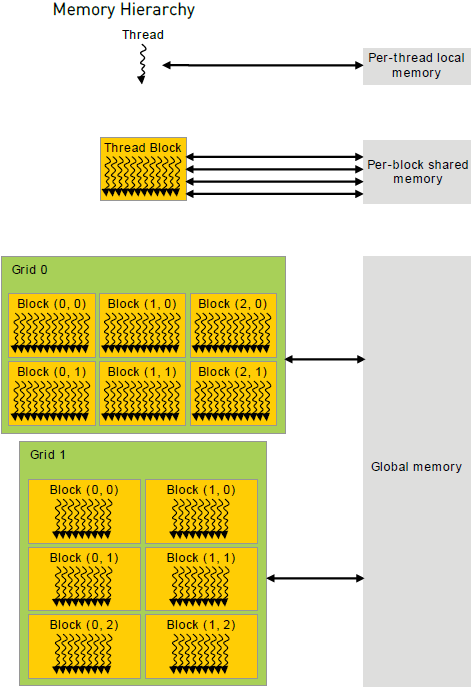 Memory Hierarchy
Thread
Per-thread local
memory
Thread Block
Per-block shared
memory
Grid 0
Block (0, 0) Block (1, 0) Block (2, 0)
Block (0, 1) Block (1, 1) Block (2, 1)
Global memory
Grid 1
Block (0, 0) Block (1, 0)
Block (0, 1) Block (1, 1)
Block (0, 2) Block (1, 2)